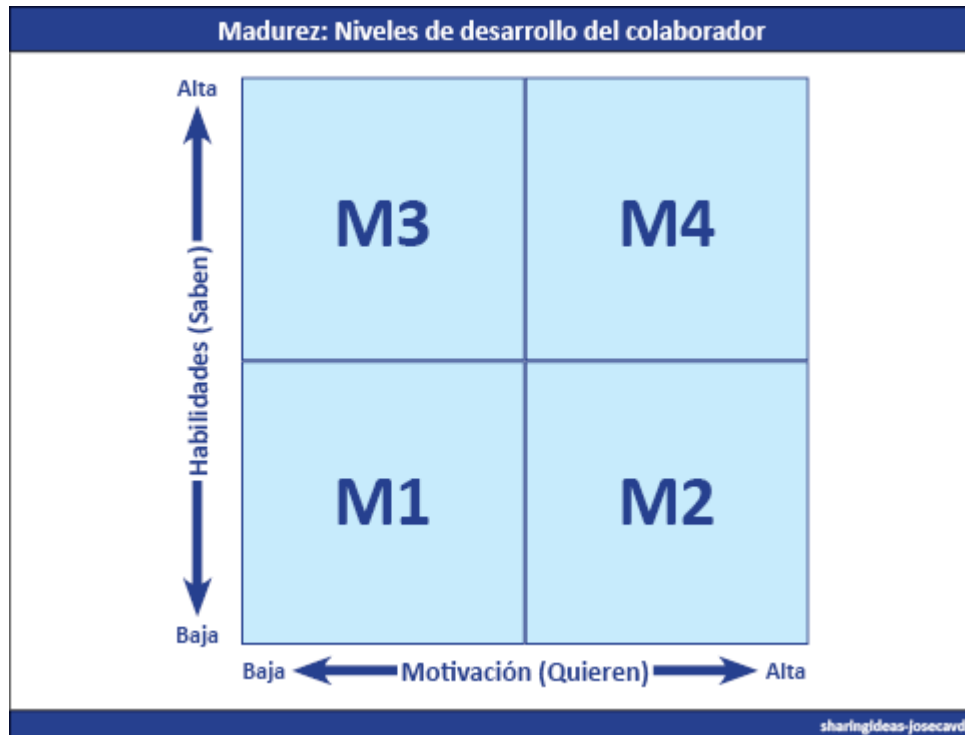 Madurez: Niveles de desarrollo del colaborador
Alta
M3
M4
Habilidades (Saben)
M1
M2
Baja
Baja
Motivación (Quieren)
Alta
sharingideas-josecavd